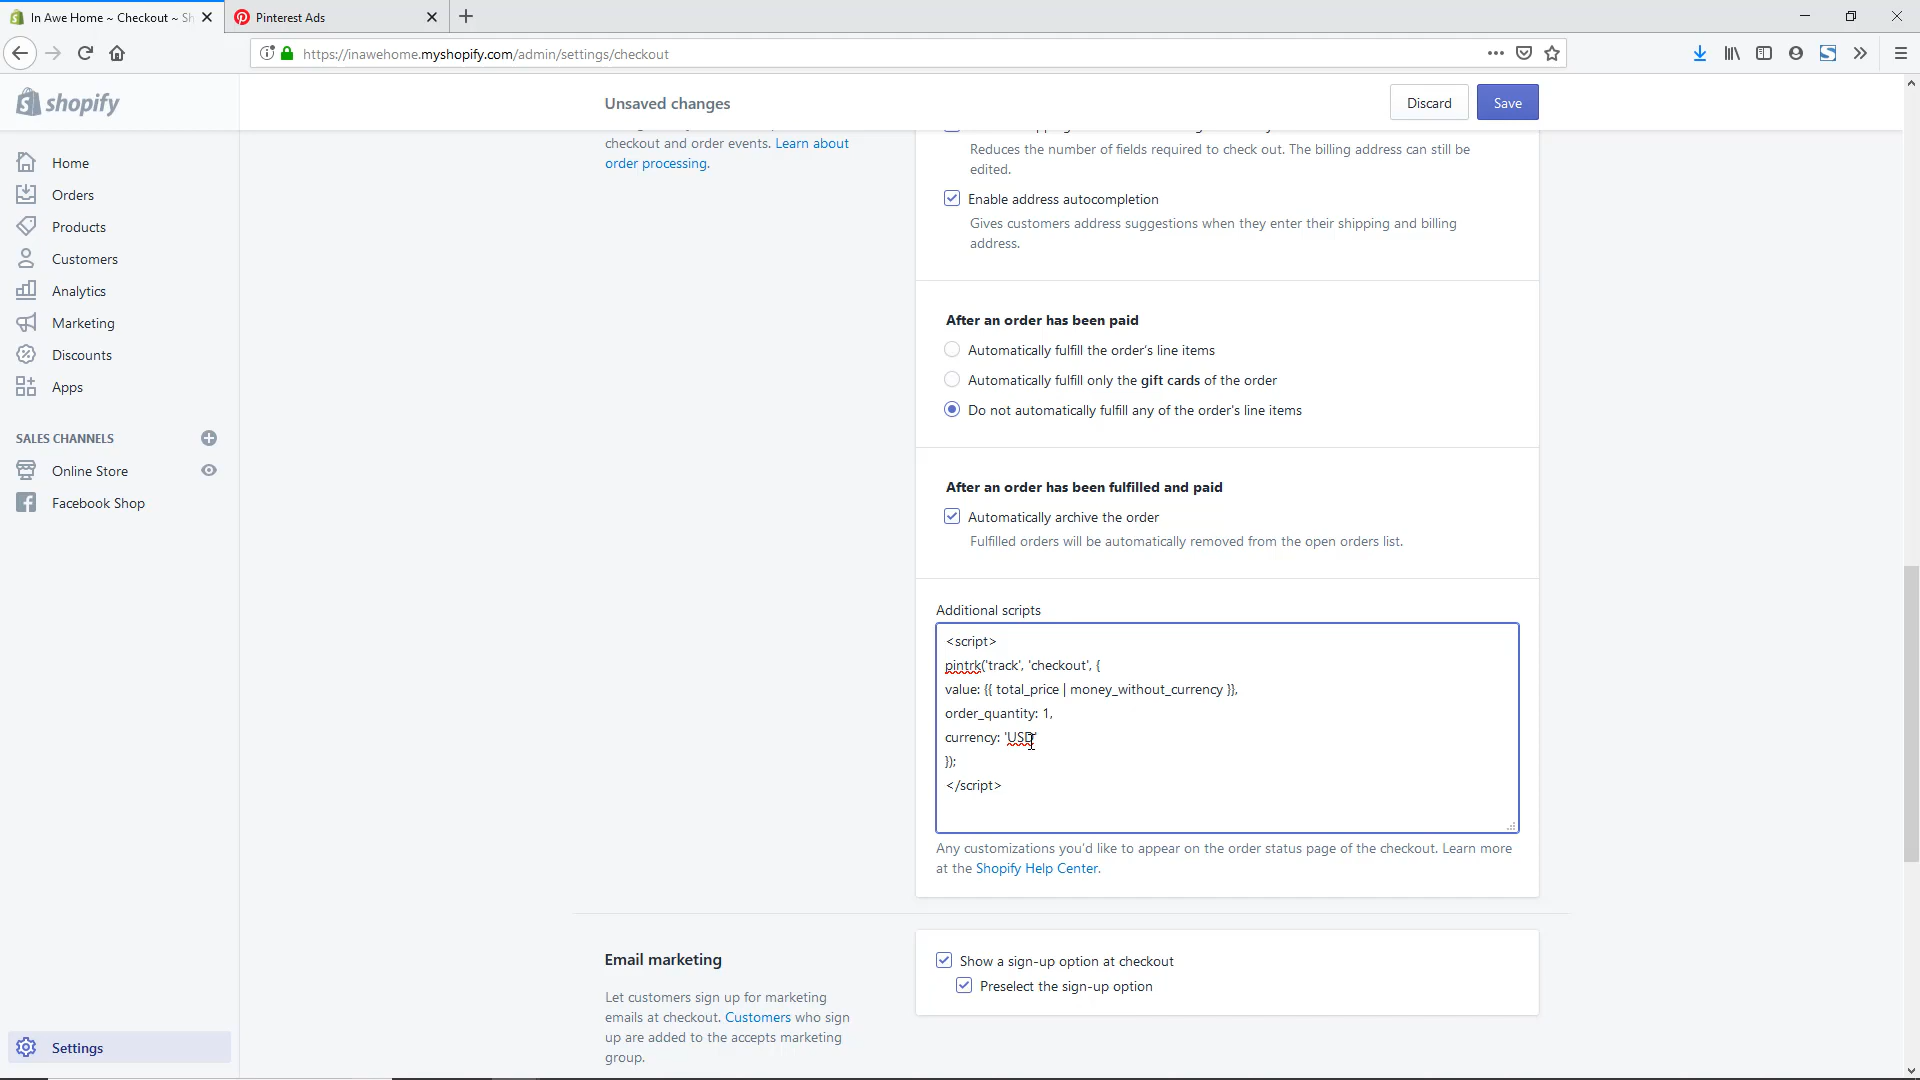 In Awe Home ~ Checkout ~ Sh
Pinterest Ads
https://inawehome.myshopify.com/admin/settings/checkout
shopify
Unsaved changes
Discard
Save
Home
Orders
Products
Customers
Analytics
Marketing
Discounts
Apps
SALES CHANNELS
Online Store
Facebook Shop
Settings
checkout and order events. Learn about
order processing.
Reduces the number of fields required to check out. The billing address can still be
edited.
Enable address autocompletion
Gives customers address suggestions when they enter their shipping and billing
address.
After an order has been paid
Automatically fulfill the order's line items
Automatically fulfill only the gift cards of the order
Do not automatically fulfill any of the order's line items
After an order has been fulfilled and paid
Automatically archive the order
Fulfilled orders will be automatically removed from the open orders list.
Additional scripts
<script>
pintrk('track', 'checkout', {
value: {{ total_price | money_without_currency }},
order_quantity: 1,
currency: 'USD'
});
</script>
Any customizations you'd like to appear on the order status page of the checkout. Learn more
at the Shopify Help Center.
Email marketing
Let customers sign up for marketing
emails at checkout. Customers who sign
up are added to the accepts marketing
group.
Show a sign-up option at checkout
Preselect the sign-up option